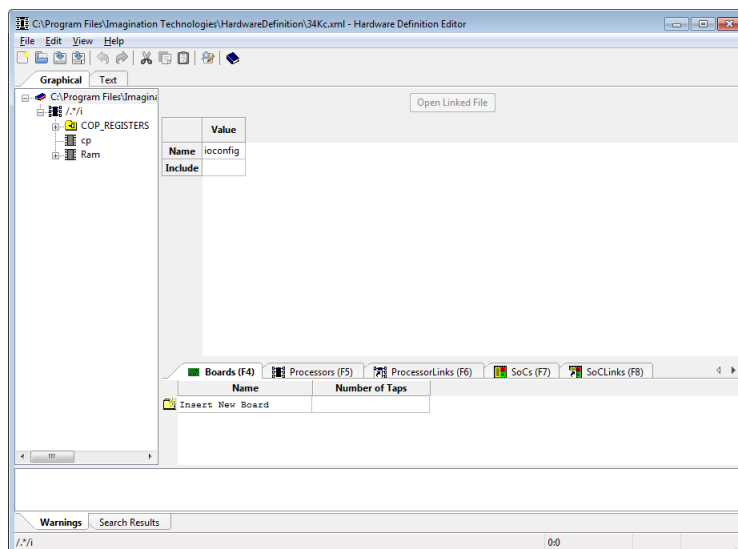 C:\Program Files\Imagination Technologies\HardwareDefinition\34Kc.xml - Hardware Definition Editor
File Edit View Help
Graphical Text
C:\Program Files\Imagina
/.*/i
COP_REGISTERS
cp
Ram
Open Linked File
Value
Name ioconfig
Include
Boards (F4) Processors (F5) ProcessorLinks (F6) SoCs (F7) SoCLinks (F8)
Name Number of Taps
Insert New Board
Warnings Search Results
/.*/i 0:0